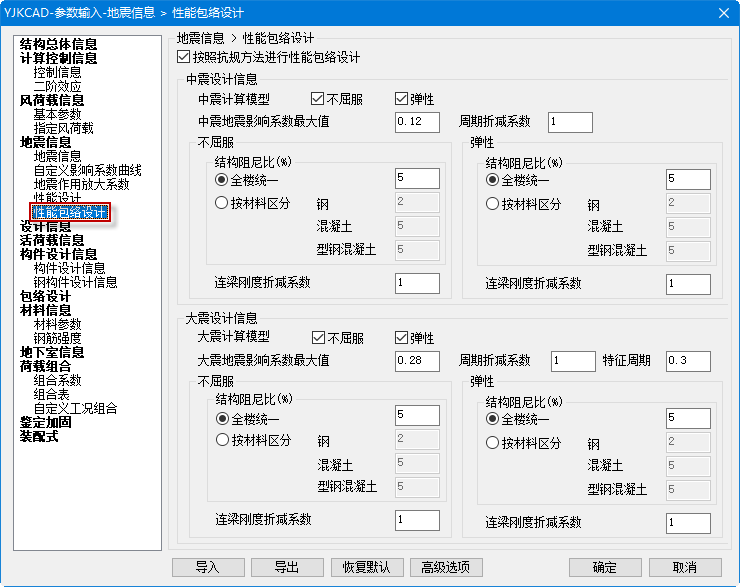 YJKCAD-参数输入-地震信息 > 性能包络设计
结构总体信息
计算控制信息
控制信息
二阶效应
风荷载信息
基本参数
指定风荷载
地震信息
地震信息
自定义影响系数曲线
地震作用放大系数
性能设计
性能包络设计
设计信息
活荷载信息
构件设计信息
构件设计信息
钢构件设计信息
包络设计
材料信息
材料参数
钢筋强度
地下室信息
荷载组合
组合系数
组合表
自定义工况组合
鉴定加固
装配式
地震信息 > 性能包络设计
按照抗规方法进行性能包络设计
中震设计信息
中震计算模型 不屈服 弹性
中震地震影响系数最大值 0.12 周期折减系数 1
不屈服
结构阻尼比(%)
全楼统一 5
按材料区分 钢 2
混凝土 5
型钢混凝土 5
连梁刚度折减系数 1
弹性
结构阻尼比(%)
全楼统一 5
按材料区分 钢 2
混凝土 5
型钢混凝土 5
连梁刚度折减系数 1
大震设计信息
大震计算模型 不屈服 弹性
大震地震影响系数最大值 0.28 周期折减系数 1 特征周期 0.3
不屈服
结构阻尼比(%)
全楼统一 5
按材料区分 钢 2
混凝土 5
型钢混凝土 5
连梁刚度折减系数 1
弹性
结构阻尼比(%)
全楼统一 5
按材料区分 钢 2
混凝土 5
型钢混凝土 5
连梁刚度折减系数 1
导入 导出 恢复默认 高级选项 确定 取消